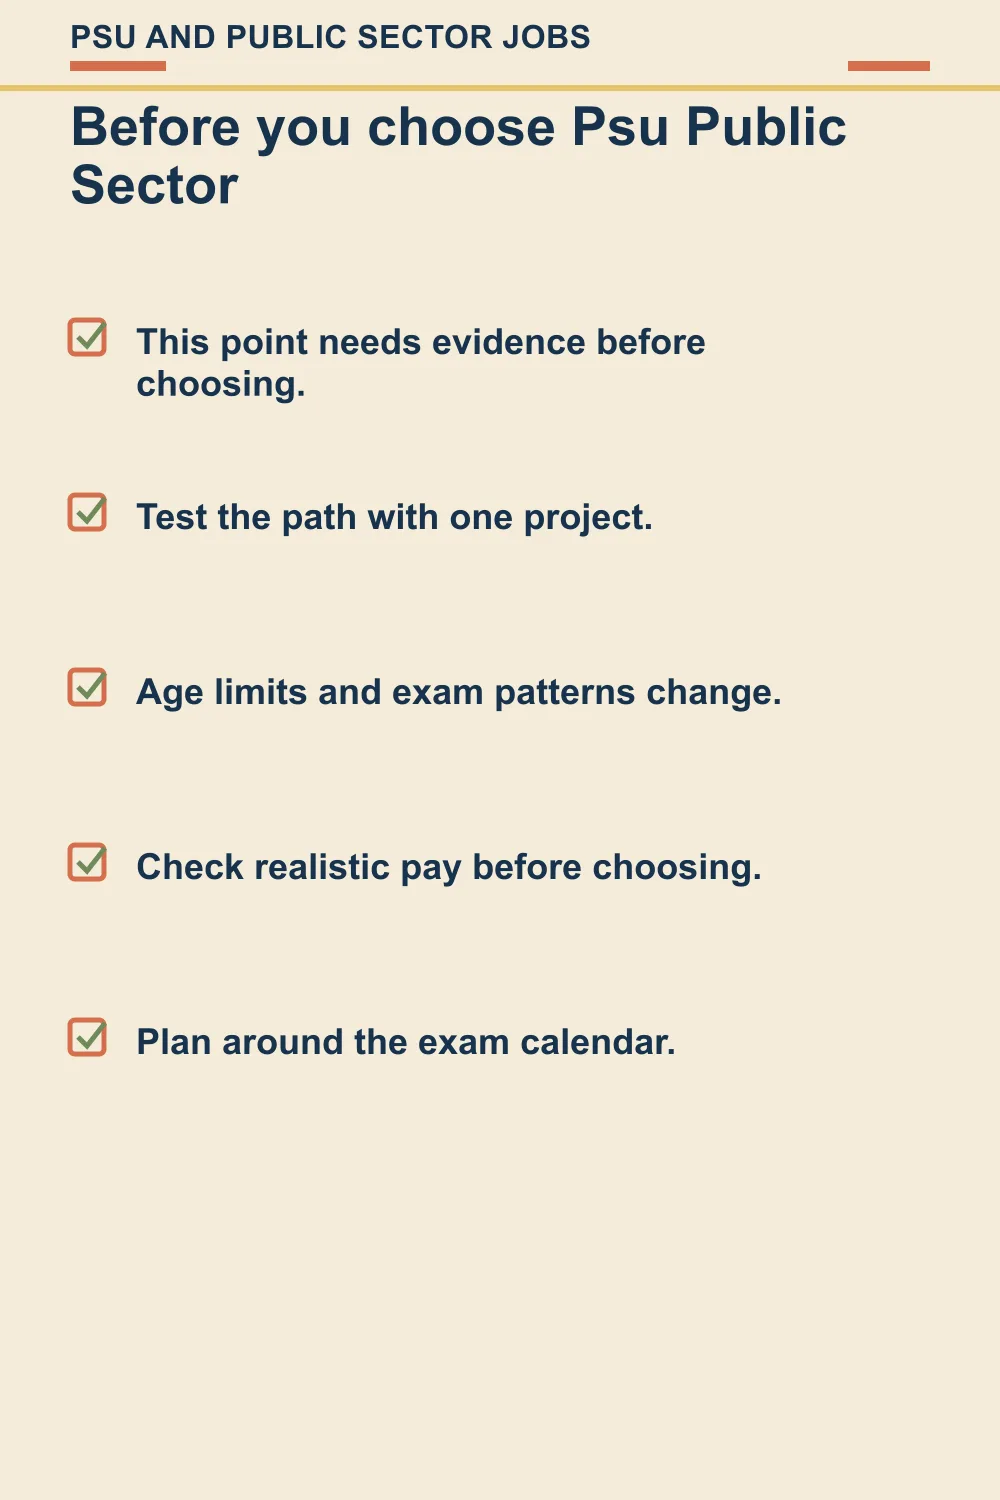 PSU AND PUBLIC SECTOR JOBS
Before you choose Psu Public
Sector
This point needs evidence before
choosing.
Test the path with one project.
Age limits and exam patterns change.
Check realistic pay before choosing.
Plan around the exam calendar.